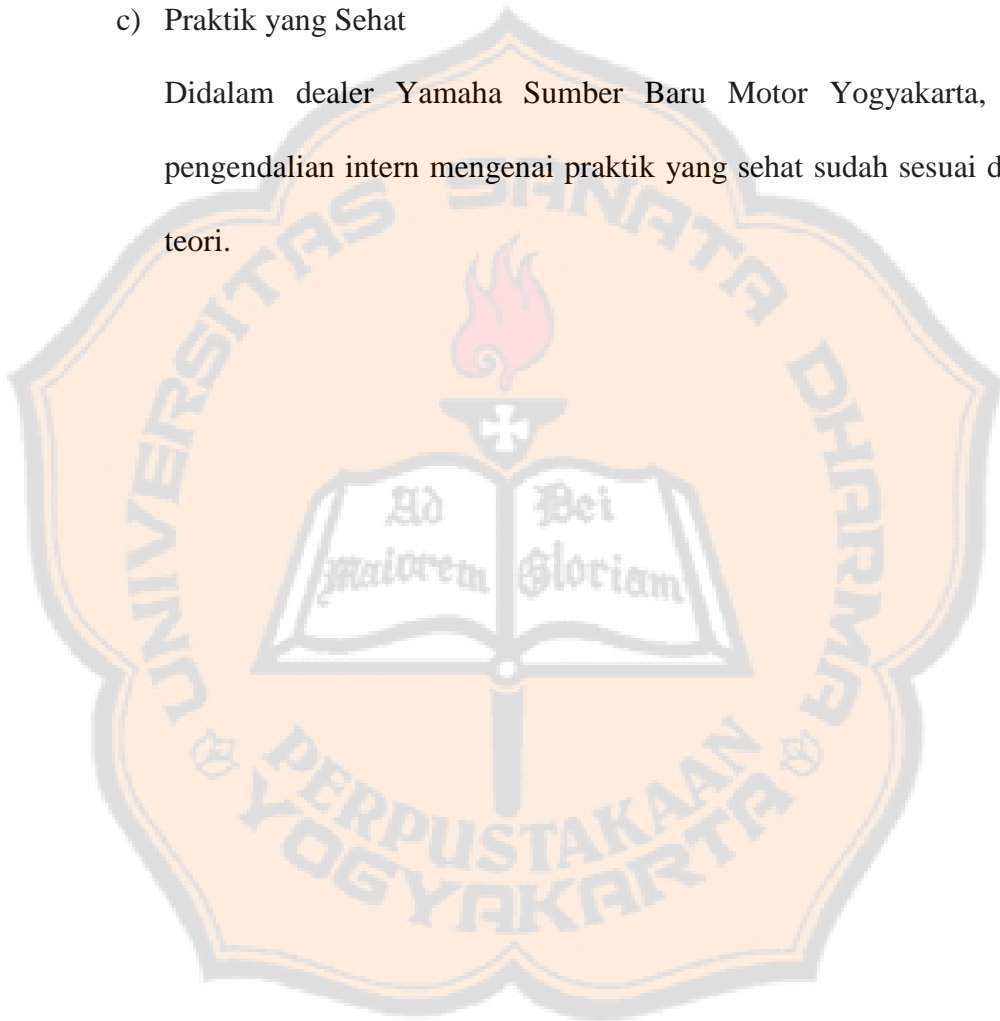 c) Praktik yang Sehat
Didalam dealer Yamaha Sumber Baru Motor Yogyakarta,
pengendalian intern mengenai praktik yang sehat sudah sesuai d
teori.
UNIVERSITAS SANATA DHARMA
Ad Dei
Maiorem Gloriam
PERPUSTAKAAN
YOGYAKARTA